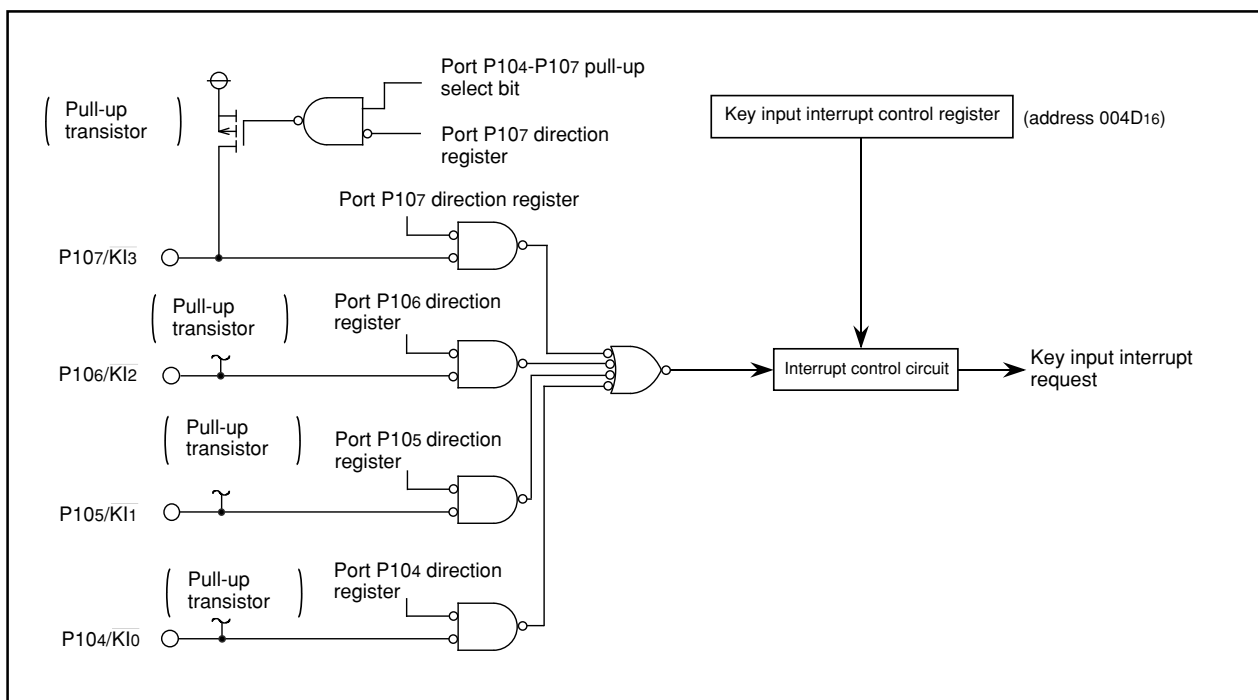 Port P104-P107 pull-up
select bit
Pull-up
transistor
Port P107 direction
register
Key input interrupt control register
(address 004D16)
Port P107 direction register
P107/KI3
Pull-up
transistor
Port P106 direction
register
P106/KI2
Interrupt control circuit
Key input interrupt
request
Pull-up
transistor
Port P105 direction
register
P105/KI1
Pull-up
transistor
Port P104 direction
register
P104/KI0